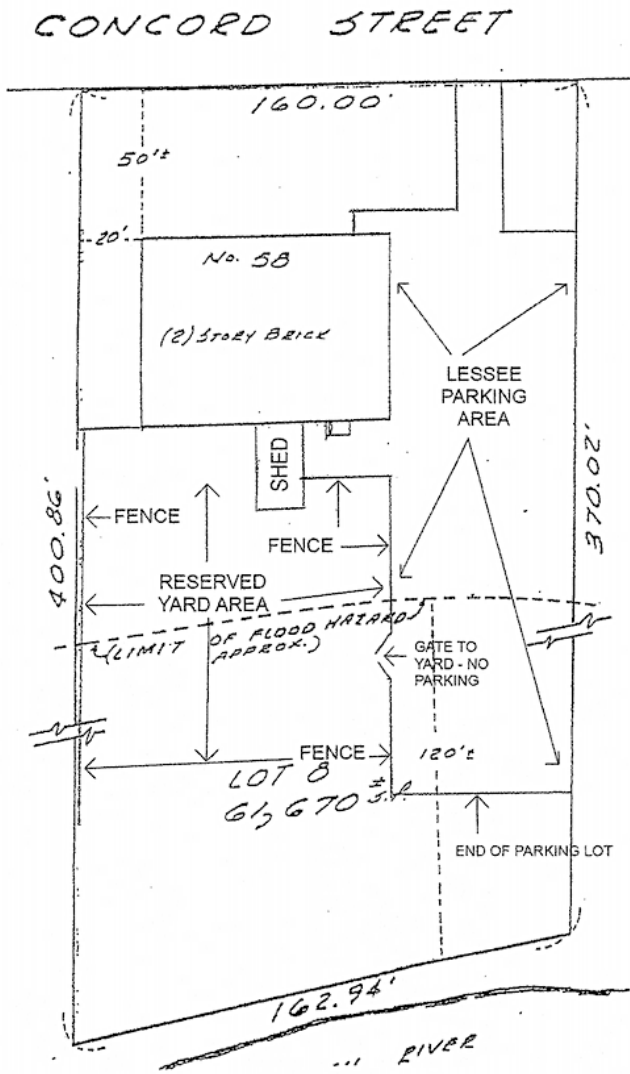 CONCORD STREET
160.00'
50'±
20'
No. 58
(2) STORY BRICK
LESSEE
PARKING
AREA
SHED
400.86'
370.02'
FENCE
FENCE
RESERVED
YARD AREA
(LIMIT OF FLOOD HAZARD
APPROX.)
GATE TO
YARD - NO
PARKING
FENCE
120'±
LOT 8
61,670± S.F.
END OF PARKING LOT
162.94'
RIVER